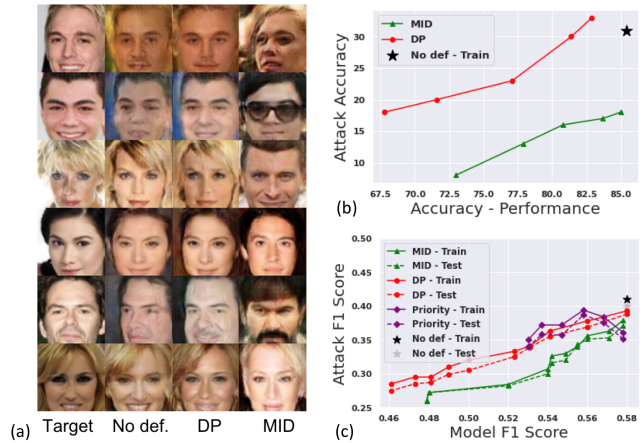 (a)
Target No def. DP MID
MID
DP
No def - Train
Attack Accuracy
30
25
20
15
10
67.5 70.0 72.5 75.0 77.5 80.0 82.5 85.0
Accuracy - Performance
(b)
MID - Train
MID - Test
DP - Train
DP - Test
Priority - Train
Priority - Test
No def - Train
No def - Test
Attack F1 Score
0.50
0.45
0.40
0.35
0.30
0.25
0.46 0.48 0.50 0.52 0.54 0.56 0.58
Model F1 Score
(c)